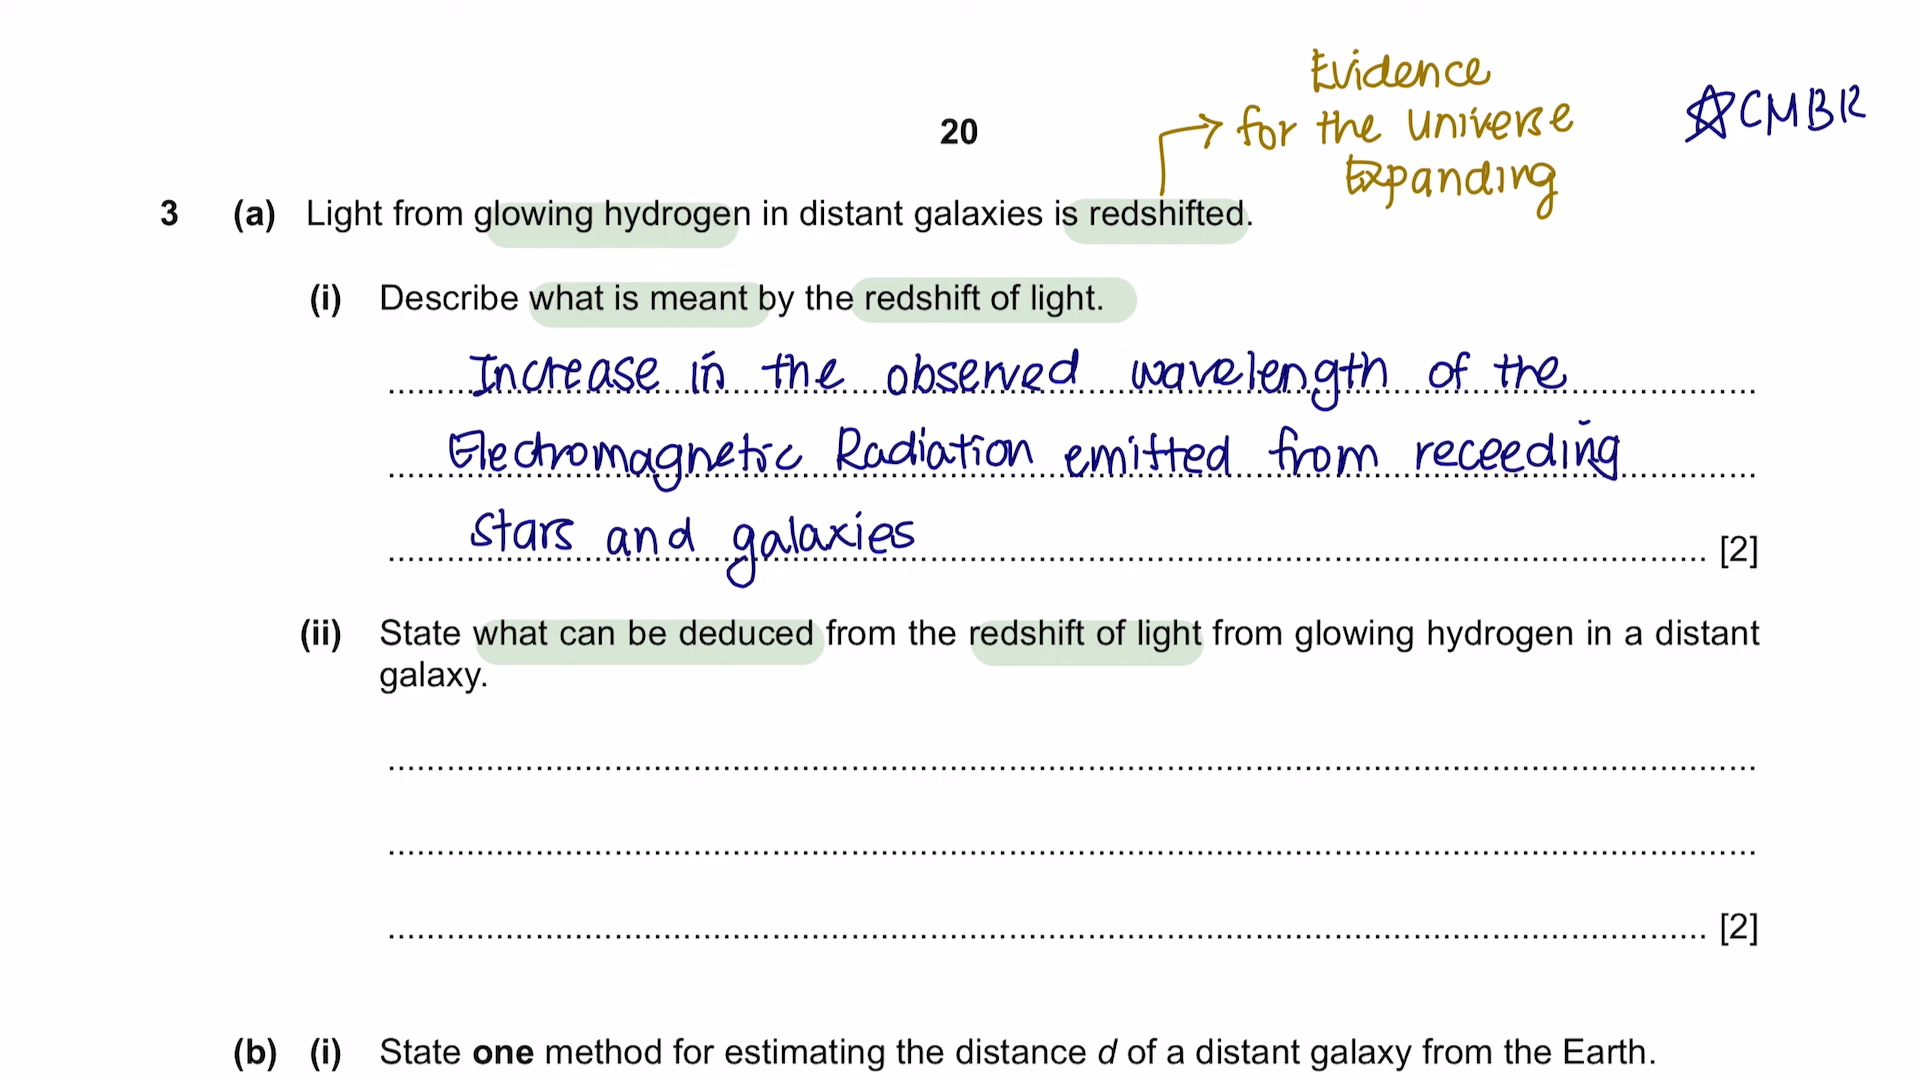 Evidence
for the Universe
Expanding
☆CMBR
20
3 (a) Light from glowing hydrogen in distant galaxies is redshifted.
(i) Describe what is meant by the redshift of light.
Increase in the observed wavelength of the
Electromagnetic Radiation emitted from receeding
stars and galaxies
[2]
(ii) State what can be deduced from the redshift of light from glowing hydrogen in a distant
galaxy.
[2]
(b) (i) State one method for estimating the distance d of a distant galaxy from the Earth.